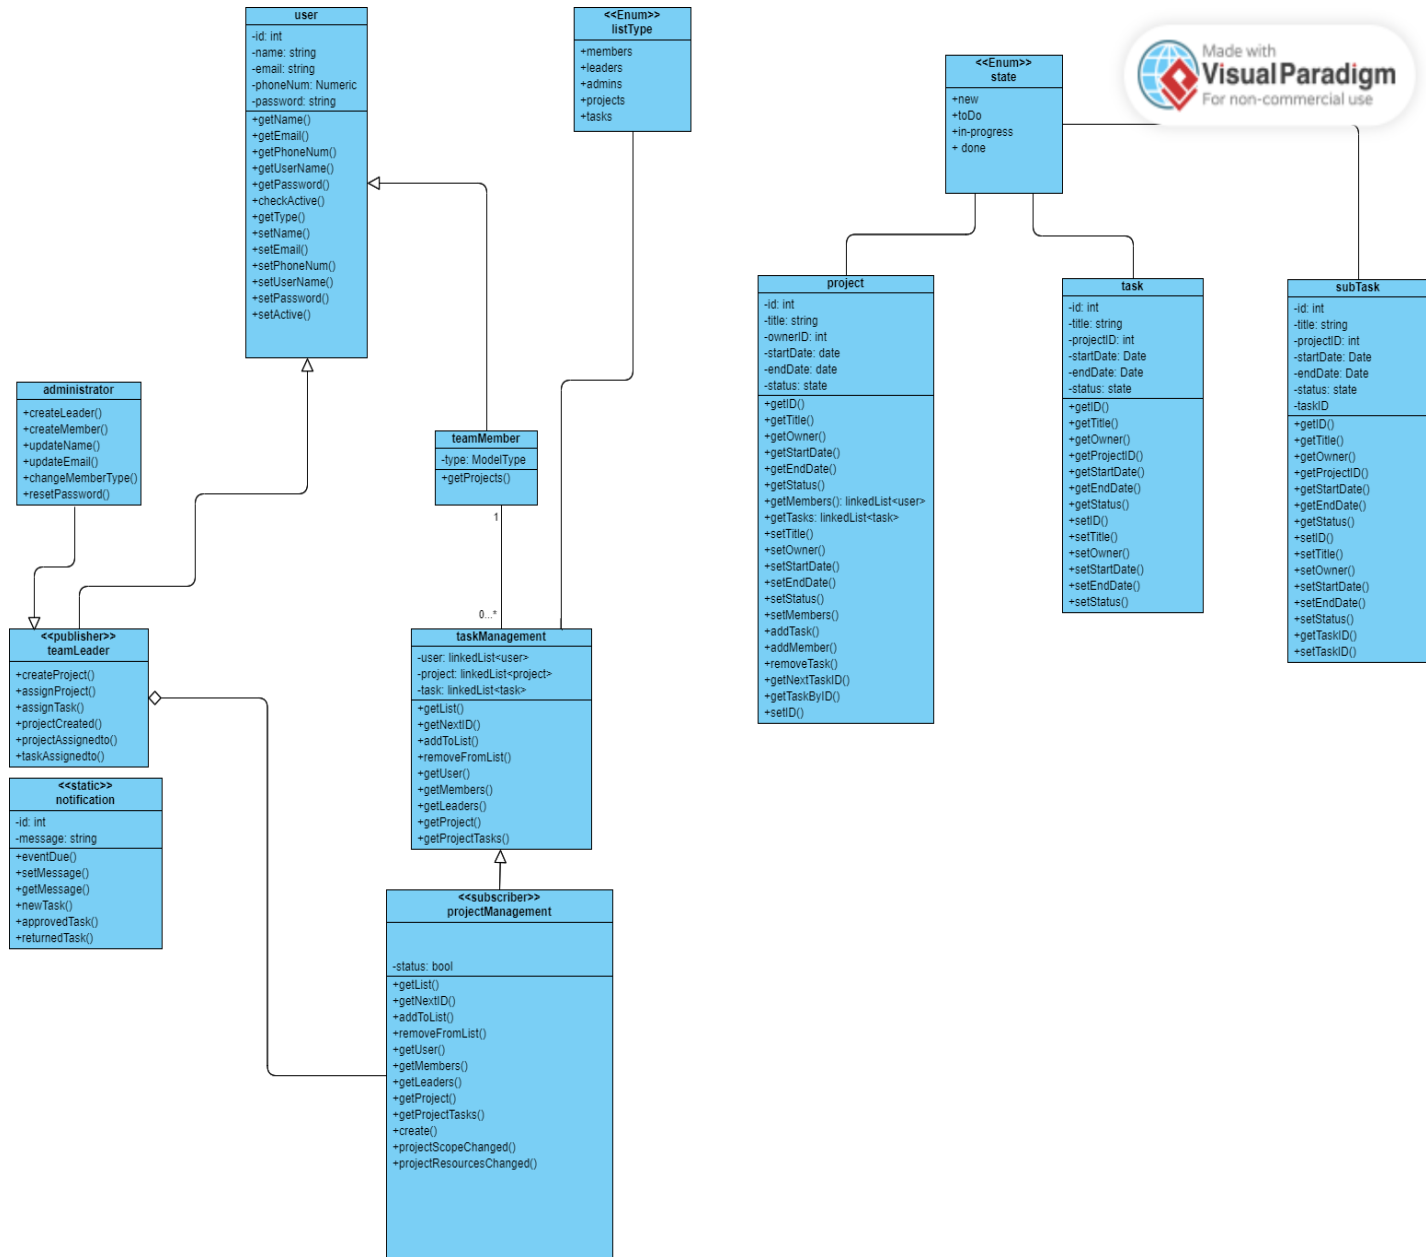 user
-id: int
-name: string
-email: string
-phoneNum: Numeric
-password: string
+getName()
+getEmail()
+getPhoneNum()
+getUserName()
+getPassword()
+checkActive()
+getType()
+setName()
+setEmail()
+setPhoneNum()
+setUserName()
+setPassword()
+setActive()
<<Enum>>
listType
+members
+leaders
+admins
+projects
+tasks
<<Enum>>
state
+new
+toDo
+in-progress
+ done
Made with
Visual Paradigm
For non-commercial use
administrator
+createLeader()
+createMember()
+updateName()
+updateEmail()
+changeMemberType()
+resetPassword()
teamMember
-type: ModelType
+getProjects()
1
0...*
project
-id: int
-title: string
-ownerID: int
-startDate: date
-endDate: date
-status: state
+getID()
+getTitle()
+getOwner()
+getStartDate()
+getEndDate()
+getStatus()
+getMembers(): linkedList<user>
+getTasks: linkedList<task>
+setTitle()
+setOwner()
+setStartDate()
+setEndDate()
+setStatus()
+setMembers()
+addTask()
+addMember()
+removeTask()
+getNextTaskID()
+getTaskByID()
+setID()
task
-id: int
-title: string
-projectID: int
-startDate: Date
-endDate: Date
-status: state
+getID()
+getTitle()
+getOwner()
+getProjectID()
+getStartDate()
+getEndDate()
+getStatus()
+setID()
+setTitle()
+setOwner()
+setStartDate()
+setEndDate()
+setStatus()
subTask
-id: int
-title: string
-projectID: int
-startDate: Date
-endDate: Date
-status: state
-taskID
+getID()
+getTitle()
+getOwner()
+getProjectID()
+getStartDate()
+getEndDate()
+getStatus()
+setID()
+setTitle()
+setOwner()
+setStartDate()
+setEndDate()
+setStatus()
+getTaskID()
+setTaskID()
<<publisher>>
teamLeader
+createProject()
+assignProject()
+assignTask()
+projectCreated()
+projectAssignedto()
+taskAssignedto()
<<static>>
notification
-id: int
-message: string
+eventDue()
+setMessage()
+getMessage()
+newTask()
+approvedTask()
+returnedTask()
taskManagement
-user: linkedList<user>
-project: linkedList<project>
-task: linkedList<task>
+getList()
+getNextID()
+addToList()
+removeFromList()
+getUser()
+getMembers()
+getLeaders()
+getProject()
+getProjectTasks()
<<subscriber>>
projectManagement
-status: bool
+getList()
+getNextID()
+addToList()
+removeFromList()
+getUser()
+getMembers()
+getLeaders()
+getProject()
+getProjectTasks()
+create()
+projectScopeChanged()
+projectResourcesChanged()